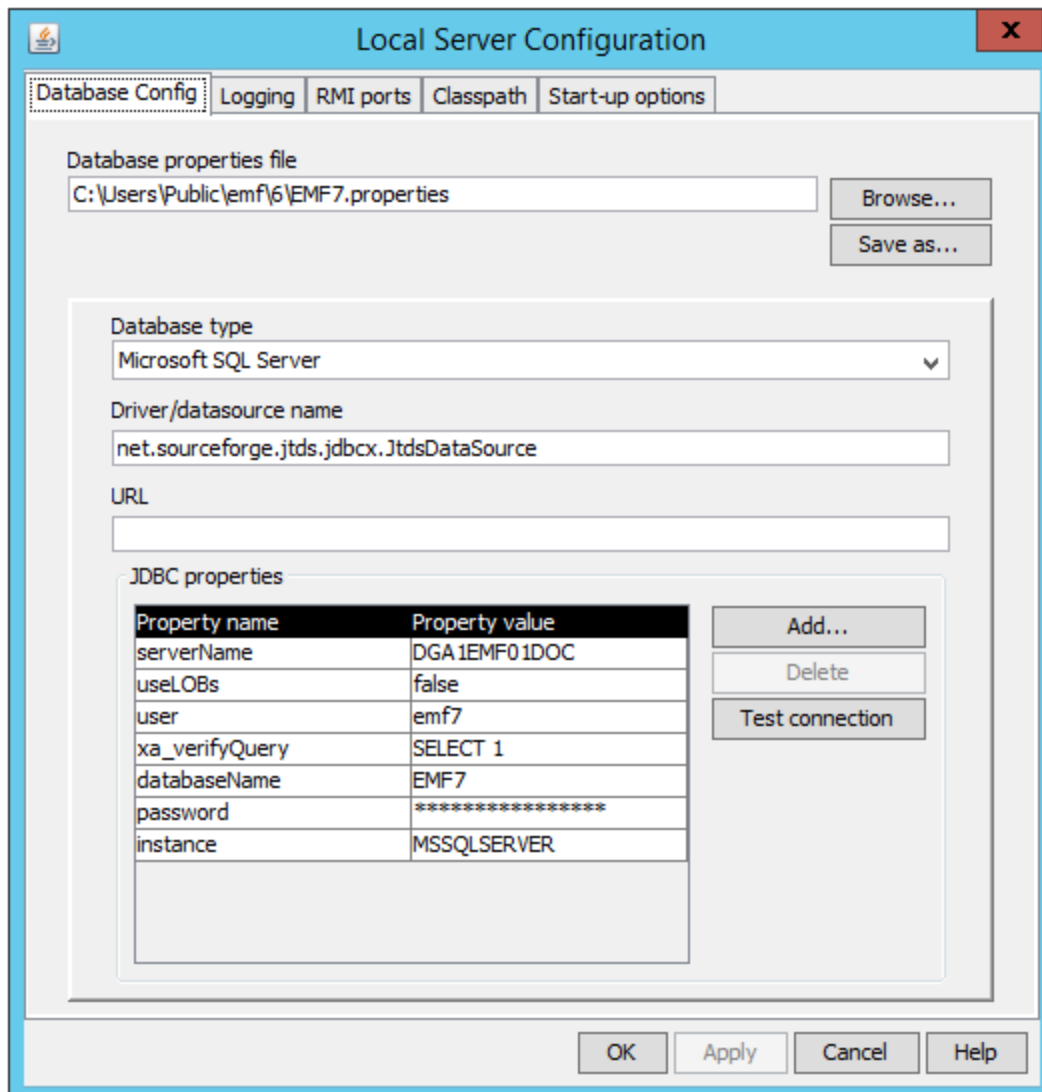 Local Server Configuration
x
Database Config Logging RMI ports Classpath Start-up options
Database properties file
C:\Users\Public\emf\6\EMF7.properties
Browse...
Save as...
Database type
Microsoft SQL Server
Driver/datasource name
net.sourceforge.jtds.jdbcx.JtdsDataSource
URL
JDBC properties
Property name Property value
serverName DGA1EMF01DOC
useLOBs false
user emf7
xa_verifyQuery SELECT 1
databaseName EMF7
password ****************
instance MSSQLSERVER
Add...
Delete
Test connection
OK Apply Cancel Help